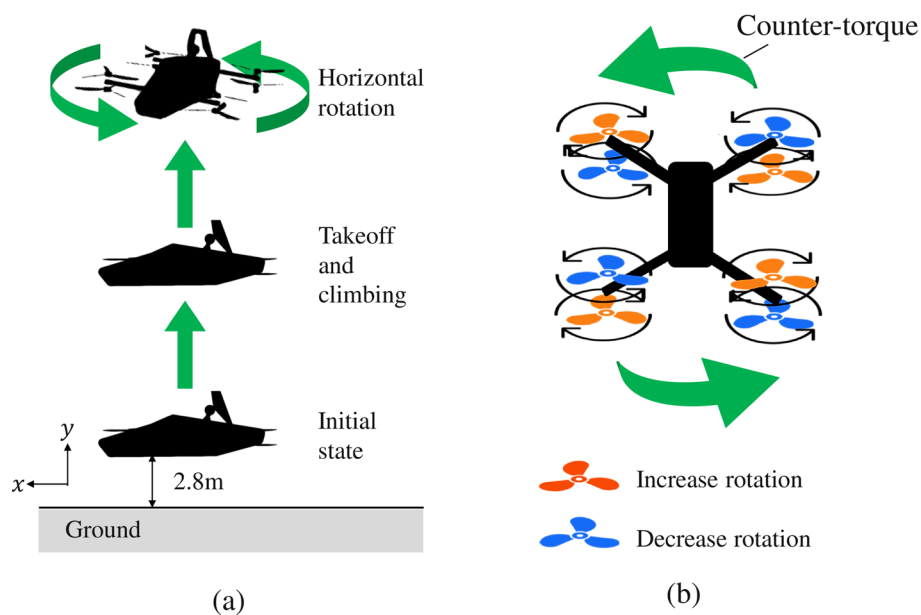 Counter-torque
Horizontal
rotation
Takeoff
and
climbing
Initial
state
y
x
2.8m
Ground
Increase rotation
Decrease rotation
(a)
(b)